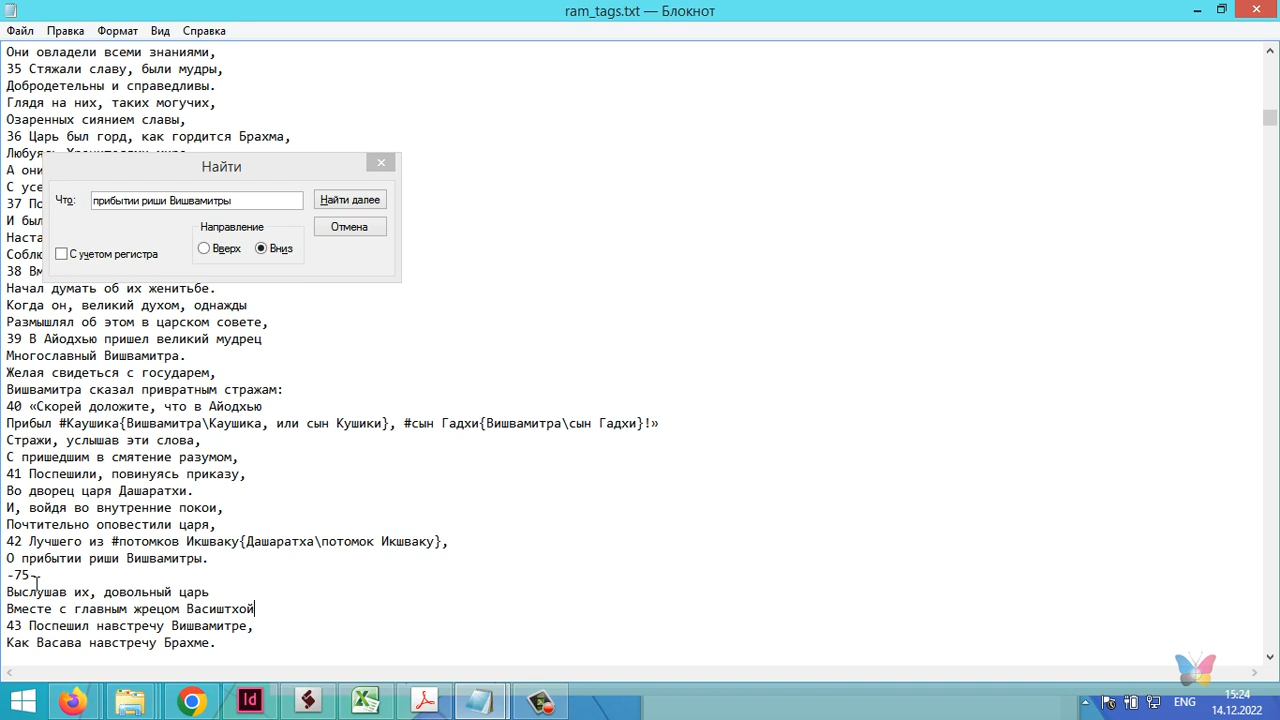 ram_tags.txt — Блокнот
Файл Правка Формат Вид Справка
Они овладели всеми знаниями,
35 Стяжали славу, были мудры,
Добродетельны и справедливы.
Глядя на них, таких могучих,
Озаренных сиянием славы,
36 Царь был горд, как гордится Брахма,
А они
С усе
37 По
И был
Наста
Соблю
38 Вм
Найти
Что: прибытии риши Вишвамитры
Найти далее
Направление
Отмена
С учетом регистра
Вверх Вниз
Начал думать об их женитьбе.
Когда он, великий духом, однажды
Размышлял об этом в царском совете,
39 В Айодхью пришел великий мудрец
Многославный Вишвамитра.
Желая свидеться с государем,
Вишвамитра сказал привратным стражам:
40 «Скорей доложите, что в Айодхью
Прибыл #Каушика{Вишвамитра\Каушика, или сын Кушики}, #сын Гадхи{Вишвамитра\сын Гадхи}!»
Стражи, услышав эти слова,
С пришедшим в смятение разумом,
41 Поспешили, повинуясь приказу,
Во дворец царя Дашаратхи.
И, войдя во внутренние покои,
Почтительно оповестили царя,
42 Лучшего из #потомков Икшваку{Дашаратха\потомок Икшваку},
О прибытии риши Вишвамитры.
-75-
Выслушав их, довольный царь
Вместе с главным жрецом Васиштхой
43 Поспешил навстречу Вишвамитре,
Как Васава навстречу Брахме.
Id
ENG
15:24
14.12.2022